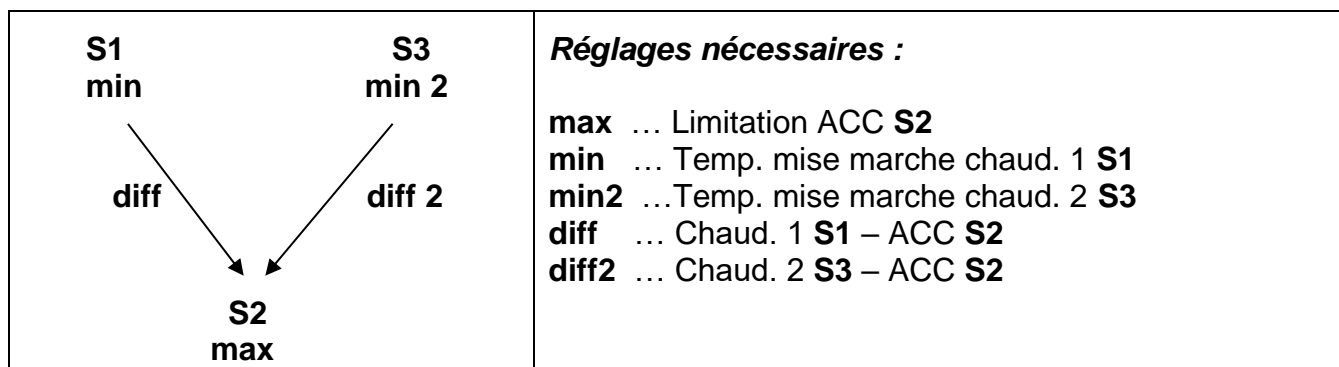 S1 S3
min min 2
diff diff 2
S2
max
Réglages nécessaires :
max … Limitation ACC S2
min … Temp. mise marche chaud. 1 S1
min2 …Temp. mise marche chaud. 2 S3
diff … Chaud. 1 S1 – ACC S2
diff2 … Chaud. 2 S3 – ACC S2